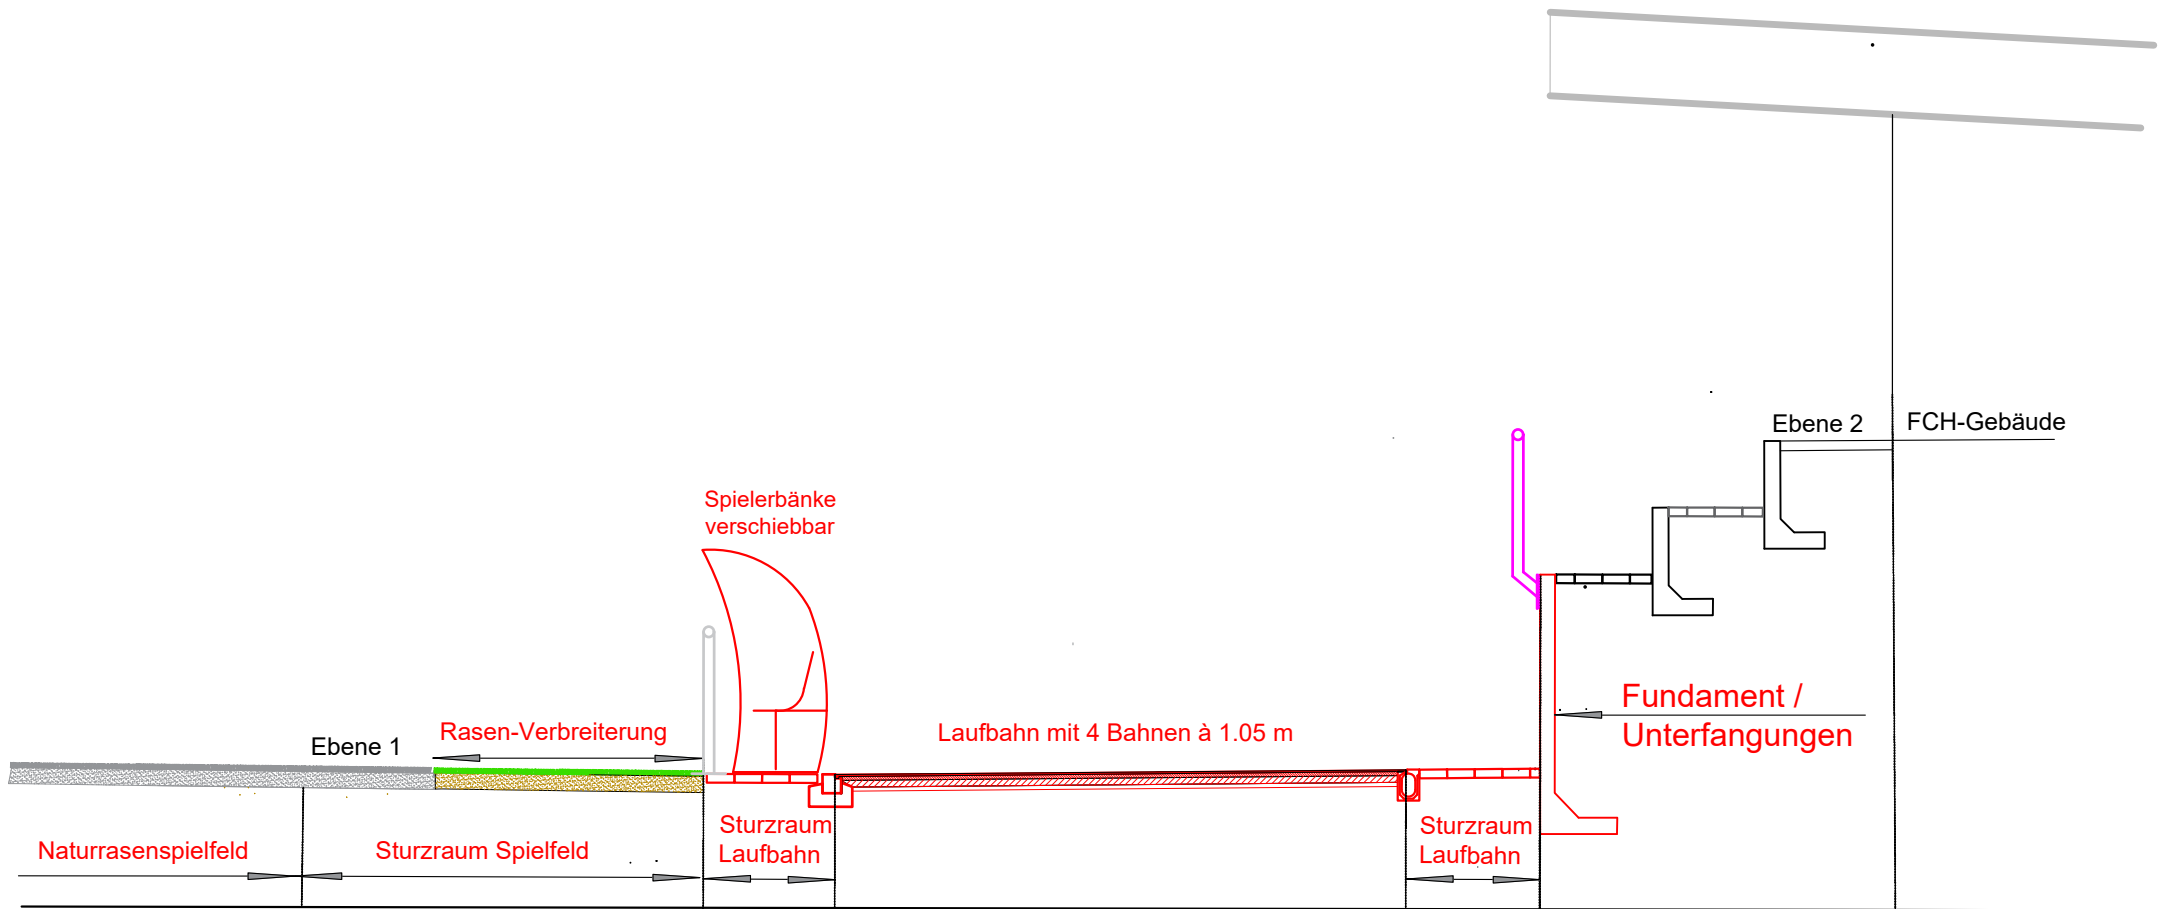 Ebene 2
FCH-Gebäude
Spielerbänke
verschiebbar
Fundament /
Unterfangungen
Rasen-Verbreiterung
Laufbahn mit 4 Bahnen à 1.05 m
Ebene 1
Sturzraum
Laufbahn
Sturzraum
Laufbahn
Naturrasenspielfeld
Sturzraum Spielfeld